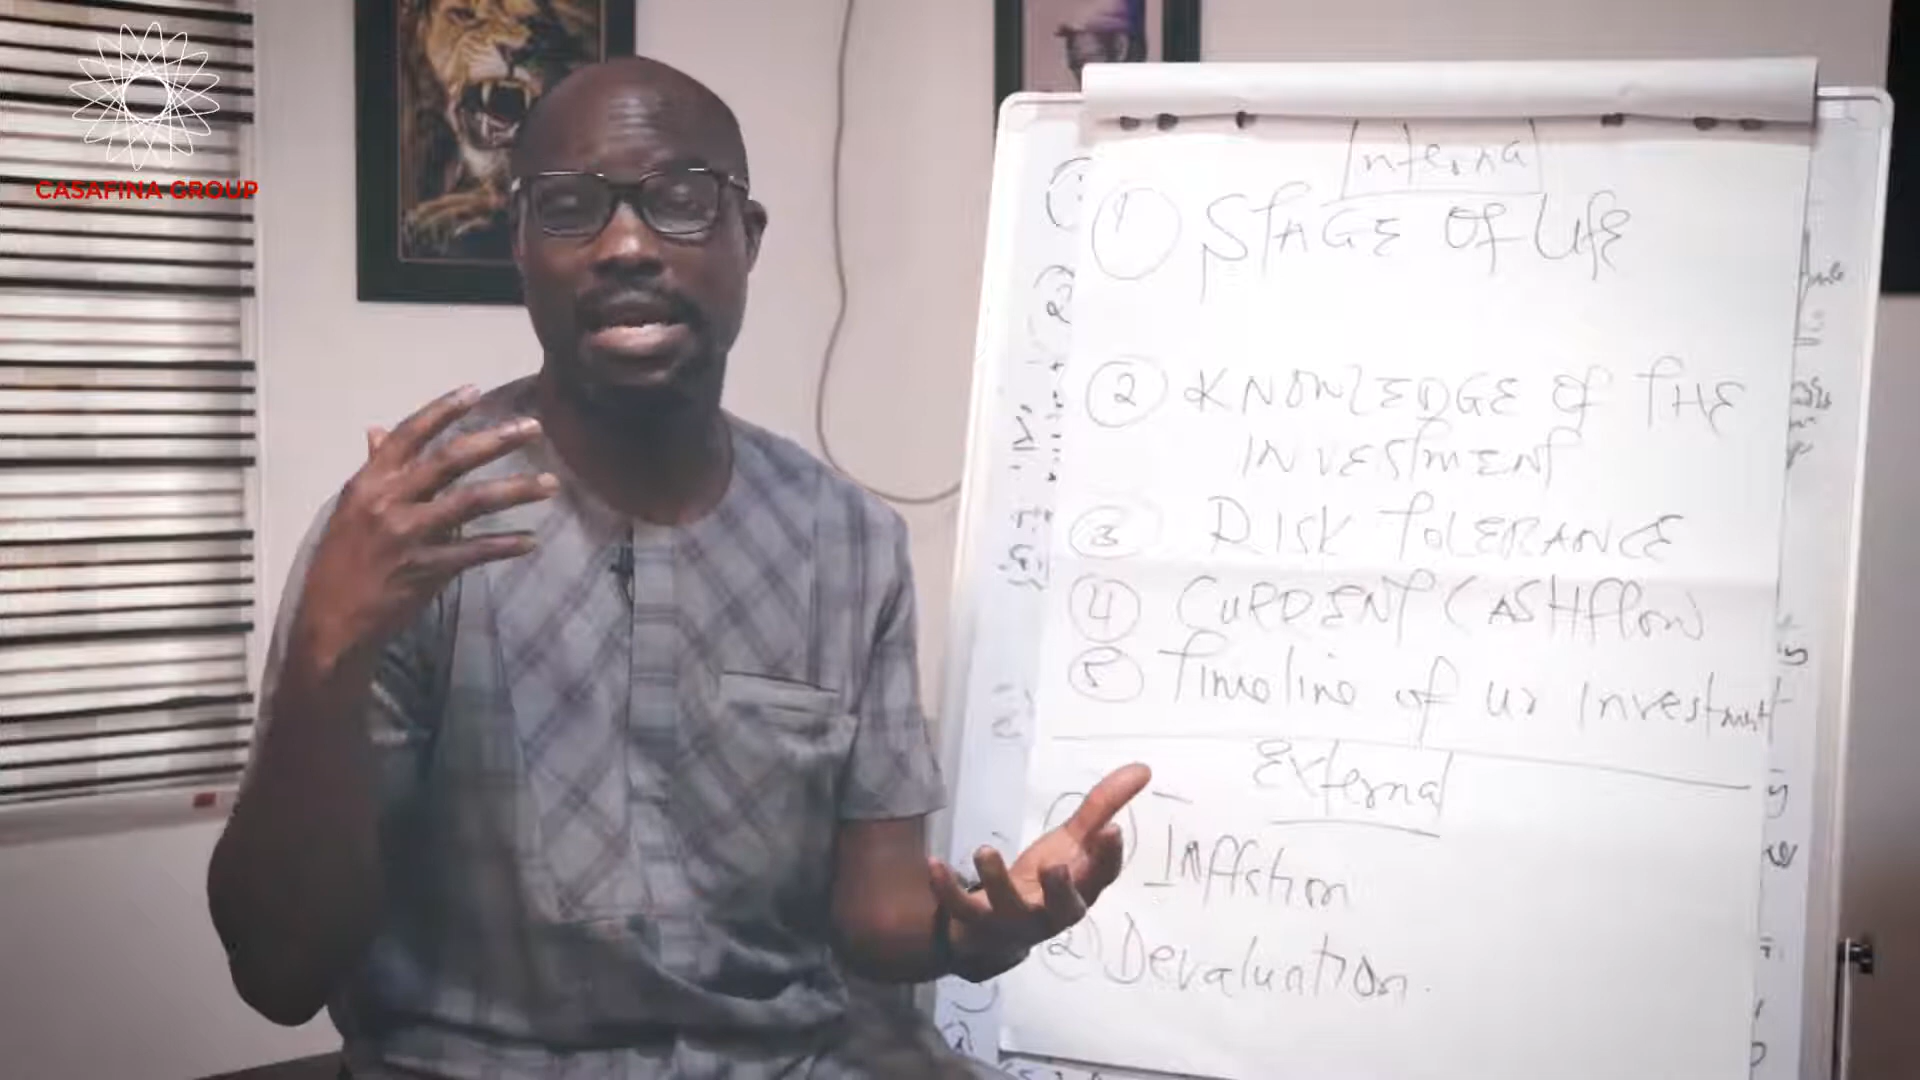 CASAFINA GROUP
Internal
1 STAGE OF LIFE
2 KNOWLEDGE OF THE
INVESTMENT
3 RISK TOLERANCE
4 CURRENT CASHFLOW
5 Timeline of ur investment
External
Inflation
2 Devaluation.